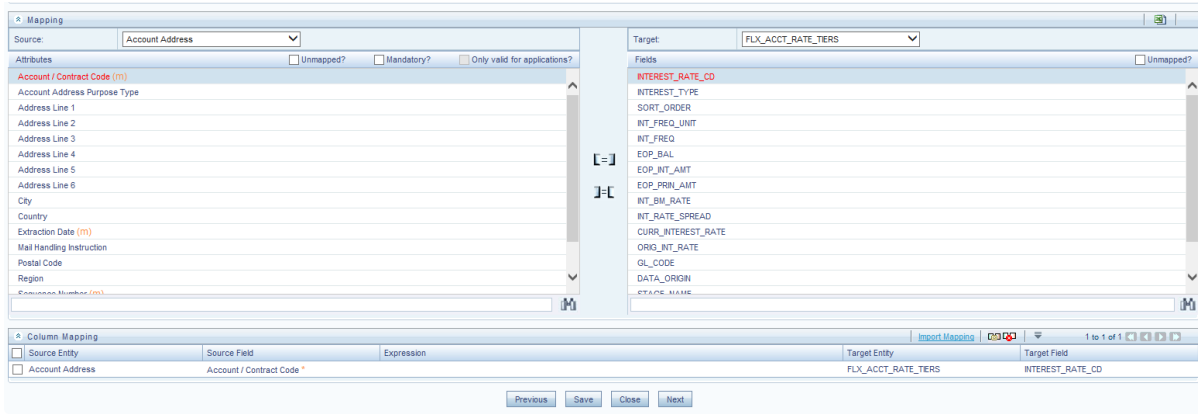 Mapping
Source: Account Address Target: FLX_ACCT_RATE_TIERS
Attributes Unmapped? Mandatory? Only valid for applications? Fields Unmapped?
Account / Contract Code (m) INTEREST_RATE_CD
Account Address Purpose Type INTEREST_TYPE
Address Line 1 SORT_ORDER
Address Line 2 INT_FREQ_UNIT
Address Line 3 INT_FREQ
Address Line 4 EOP_BAL
Address Line 5 EOP_INT_AMT
Address Line 6 EOP_PRIN_AMT
City INT_BM_RATE
Country INT_RATE_SPREAD
Extraction Date (m) CURR_INTEREST_RATE
Mail Handling Instruction ORIG_INT_RATE
Postal Code GL_CODE
Region DATA_ORIGIN
Sequence Number (m) STAGE_NAME
Column Mapping Import Mapping 1 to 1 of 1
Source Entity Source Field Expression Target Entity Target Field
Account Address Account / Contract Code * FLX_ACCT_RATE_TIERS INTEREST_RATE_CD
Previous Save Close Next